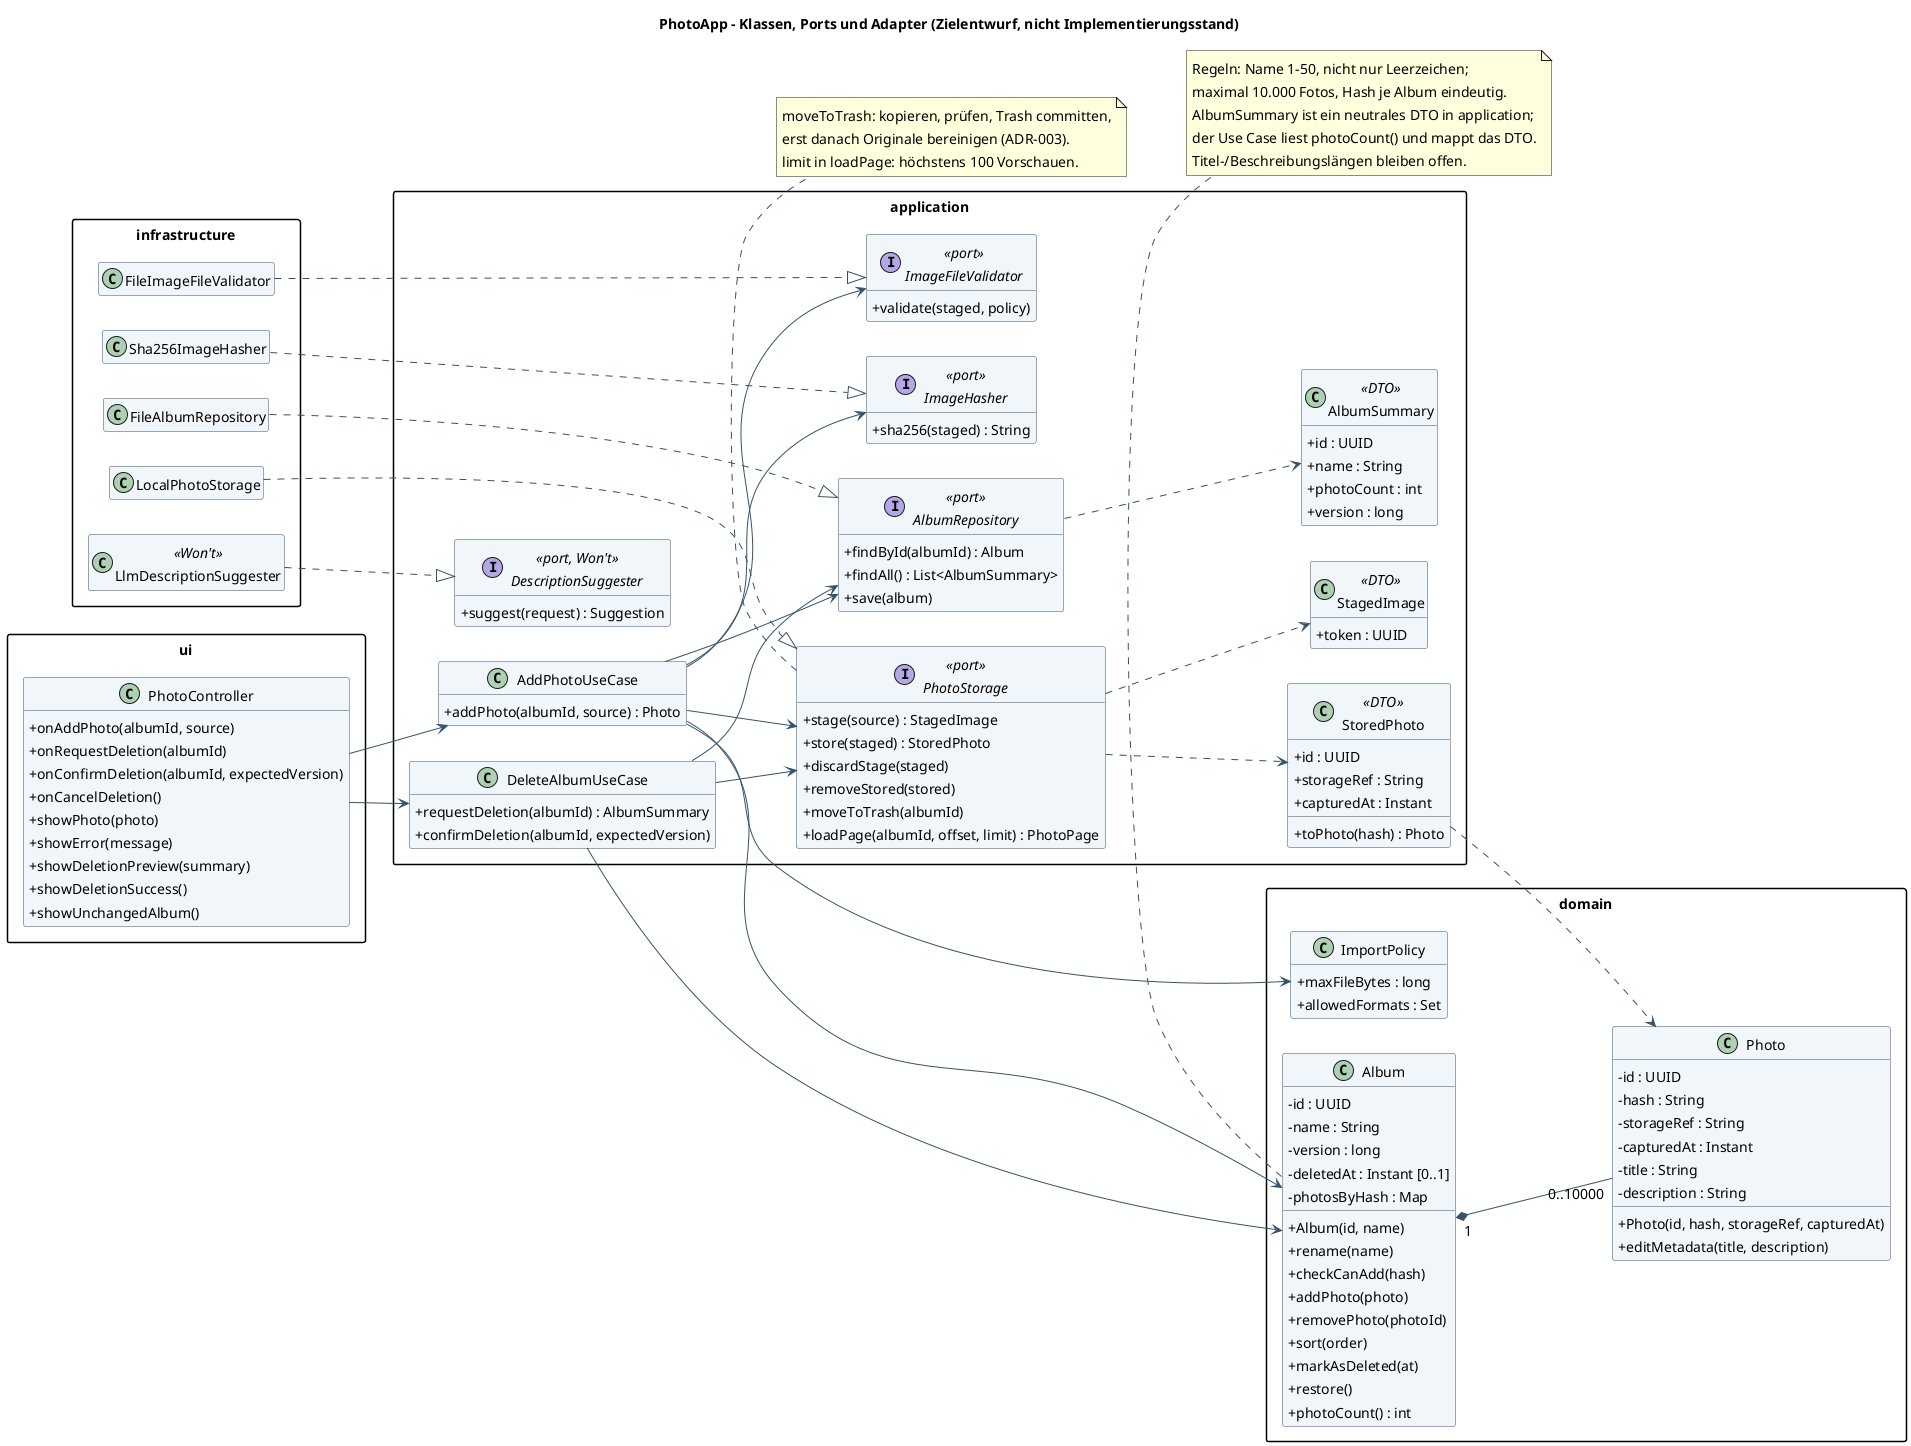 PhotoApp - Klassen, Ports und Adapter (Zielentwurf, nicht Implementierungsstand)
moveToTrash: kopieren, prüfen, Trash committen,
erst danach Originale bereinigen (ADR-003).
limit in loadPage: höchstens 100 Vorschauen.
Regeln: Name 1-50, nicht nur Leerzeichen;
maximal 10.000 Fotos, Hash je Album eindeutig.
AlbumSummary ist ein neutrales DTO in application;
der Use Case liest photoCount() und mappt das DTO.
Titel-/Beschreibungslängen bleiben offen.
infrastructure
C FileImageFileValidator
C Sha256ImageHasher
C FileAlbumRepository
C LocalPhotoStorage
«Won't»
C LlmDescriptionSuggester
ui
C PhotoController
+onAddPhoto(albumId, source)
+onRequestDeletion(albumId)
+onConfirmDeletion(albumId, expectedVersion)
+onCancelDeletion()
+showPhoto(photo)
+showError(message)
+showDeletionPreview(summary)
+showDeletionSuccess()
+showUnchangedAlbum()
application
«port, Won't»
I DescriptionSuggester
+suggest(request) : Suggestion
C AddPhotoUseCase
+addPhoto(albumId, source) : Photo
C DeleteAlbumUseCase
+requestDeletion(albumId) : AlbumSummary
+confirmDeletion(albumId, expectedVersion)
«port»
I ImageFileValidator
+validate(staged, policy)
«port»
I ImageHasher
+sha256(staged) : String
«port»
I AlbumRepository
+findById(albumId) : Album
+findAll() : List<AlbumSummary>
+save(album)
«port»
I PhotoStorage
+stage(source) : StagedImage
+store(staged) : StoredPhoto
+discardStage(staged)
+removeStored(stored)
+moveToTrash(albumId)
+loadPage(albumId, offset, limit) : PhotoPage
«DTO»
C AlbumSummary
+id : UUID
+name : String
+photoCount : int
+version : long
«DTO»
C StagedImage
+token : UUID
«DTO»
C StoredPhoto
+id : UUID
+storageRef : String
+capturedAt : Instant
+toPhoto(hash) : Photo
domain
C ImportPolicy
+maxFileBytes : long
+allowedFormats : Set
C Album
-id : UUID
-name : String
-version : long
-deletedAt : Instant [0..1]
-photosByHash : Map
+Album(id, name)
+rename(name)
+checkCanAdd(hash)
+addPhoto(photo)
+removePhoto(photoId)
+sort(order)
+markAsDeleted(at)
+restore()
+photoCount() : int
1
0..10000
C Photo
-id : UUID
-hash : String
-storageRef : String
-capturedAt : Instant
-title : String
-description : String
+Photo(id, hash, storageRef, capturedAt)
+editMetadata(title, description)